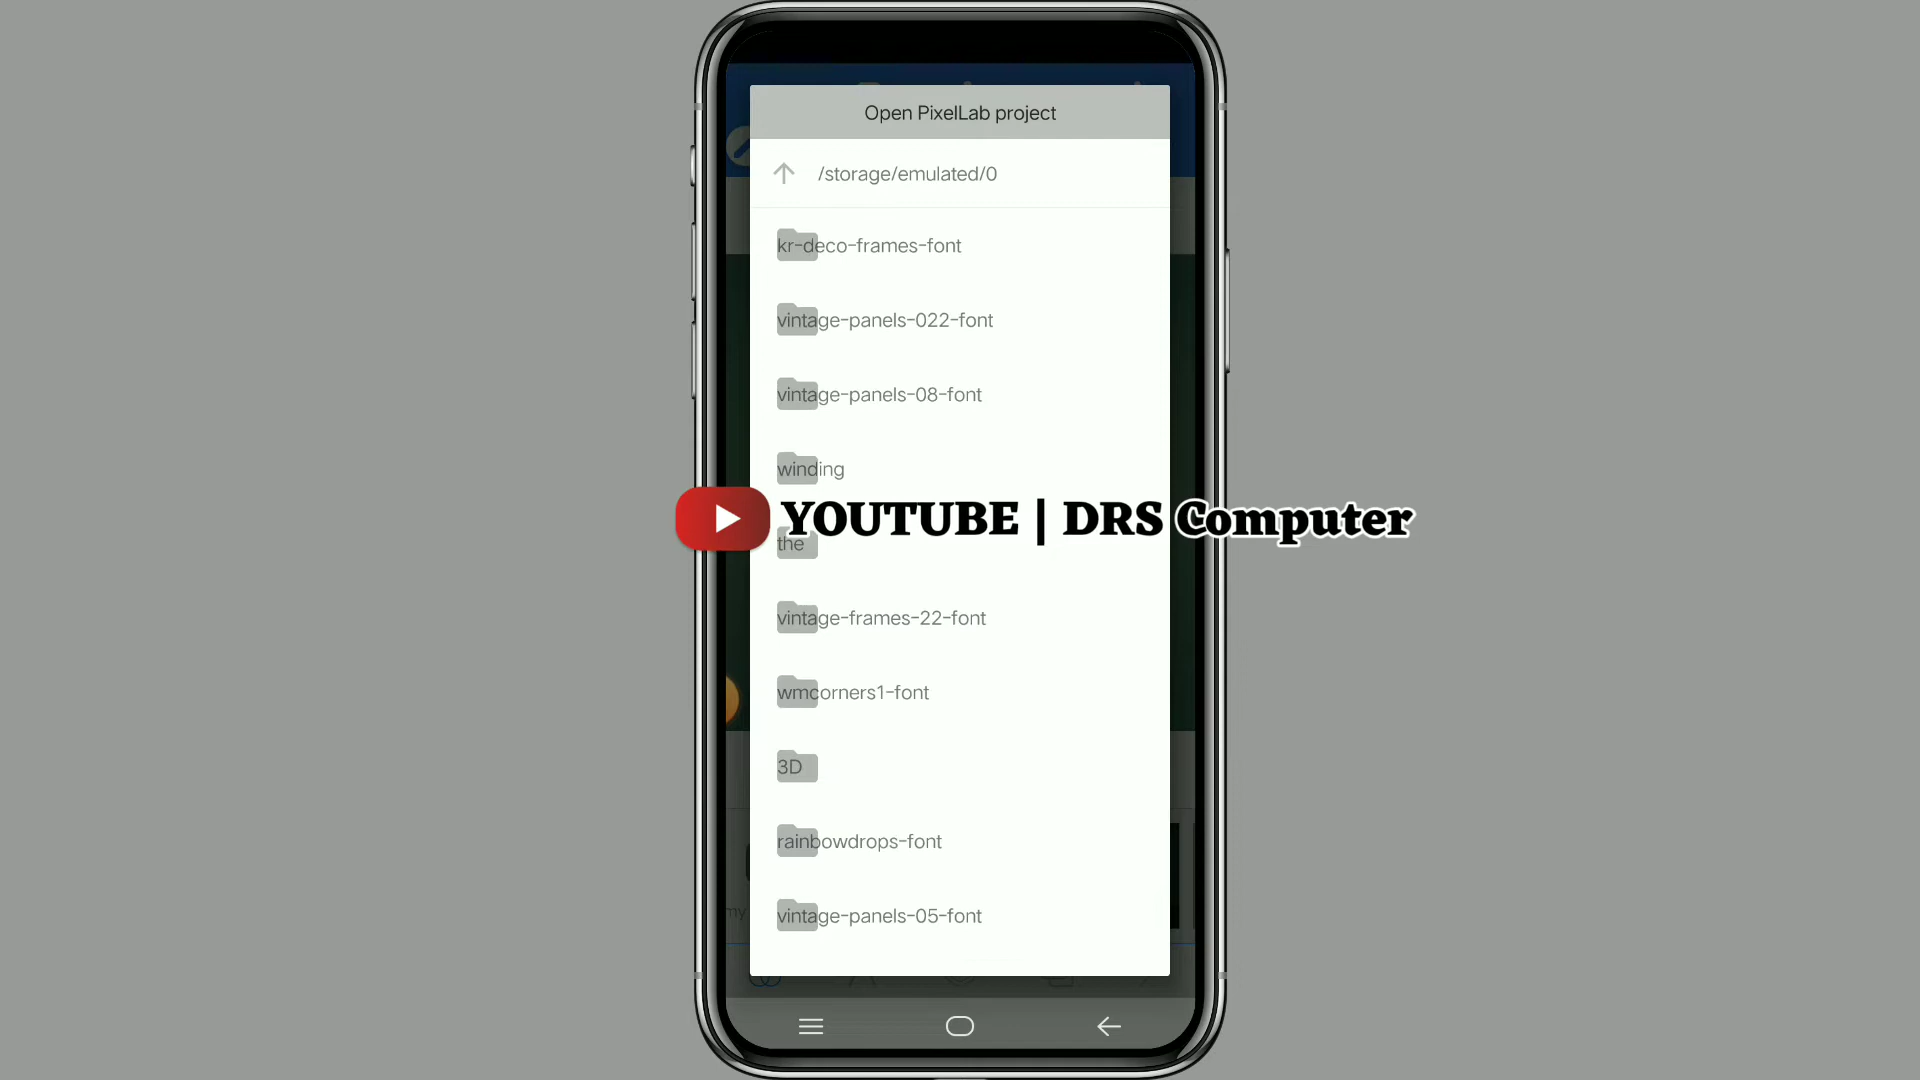 Open PixelLab project
/storage/emulated/0
kr-deco-frames-font
vintage-panels-022-font
vintage-panels-08-font
winding
YOUTUBE | DRS Computer
the
vintage-frames-22-font
wmcorners1-font
3D
rainbowdrops-font
vintage-panels-05-font
my